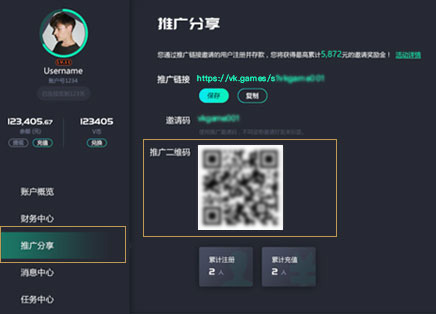 推广分享
您通过推广链接邀请的用户注册并存款，您将获得最高累计5,872元的邀请奖励金！ 活动详情
推广链接 https://vk.games/s
保存 复制
邀请码 vkgame001
推广二维码
累计注册
2 人
累计充值
2 人
Username
账户号1234
123,405.67
余额 (元)
提现 充值
123405
V币
兑换
账户概览
财务中心
推广分享
消息中心
任务中心